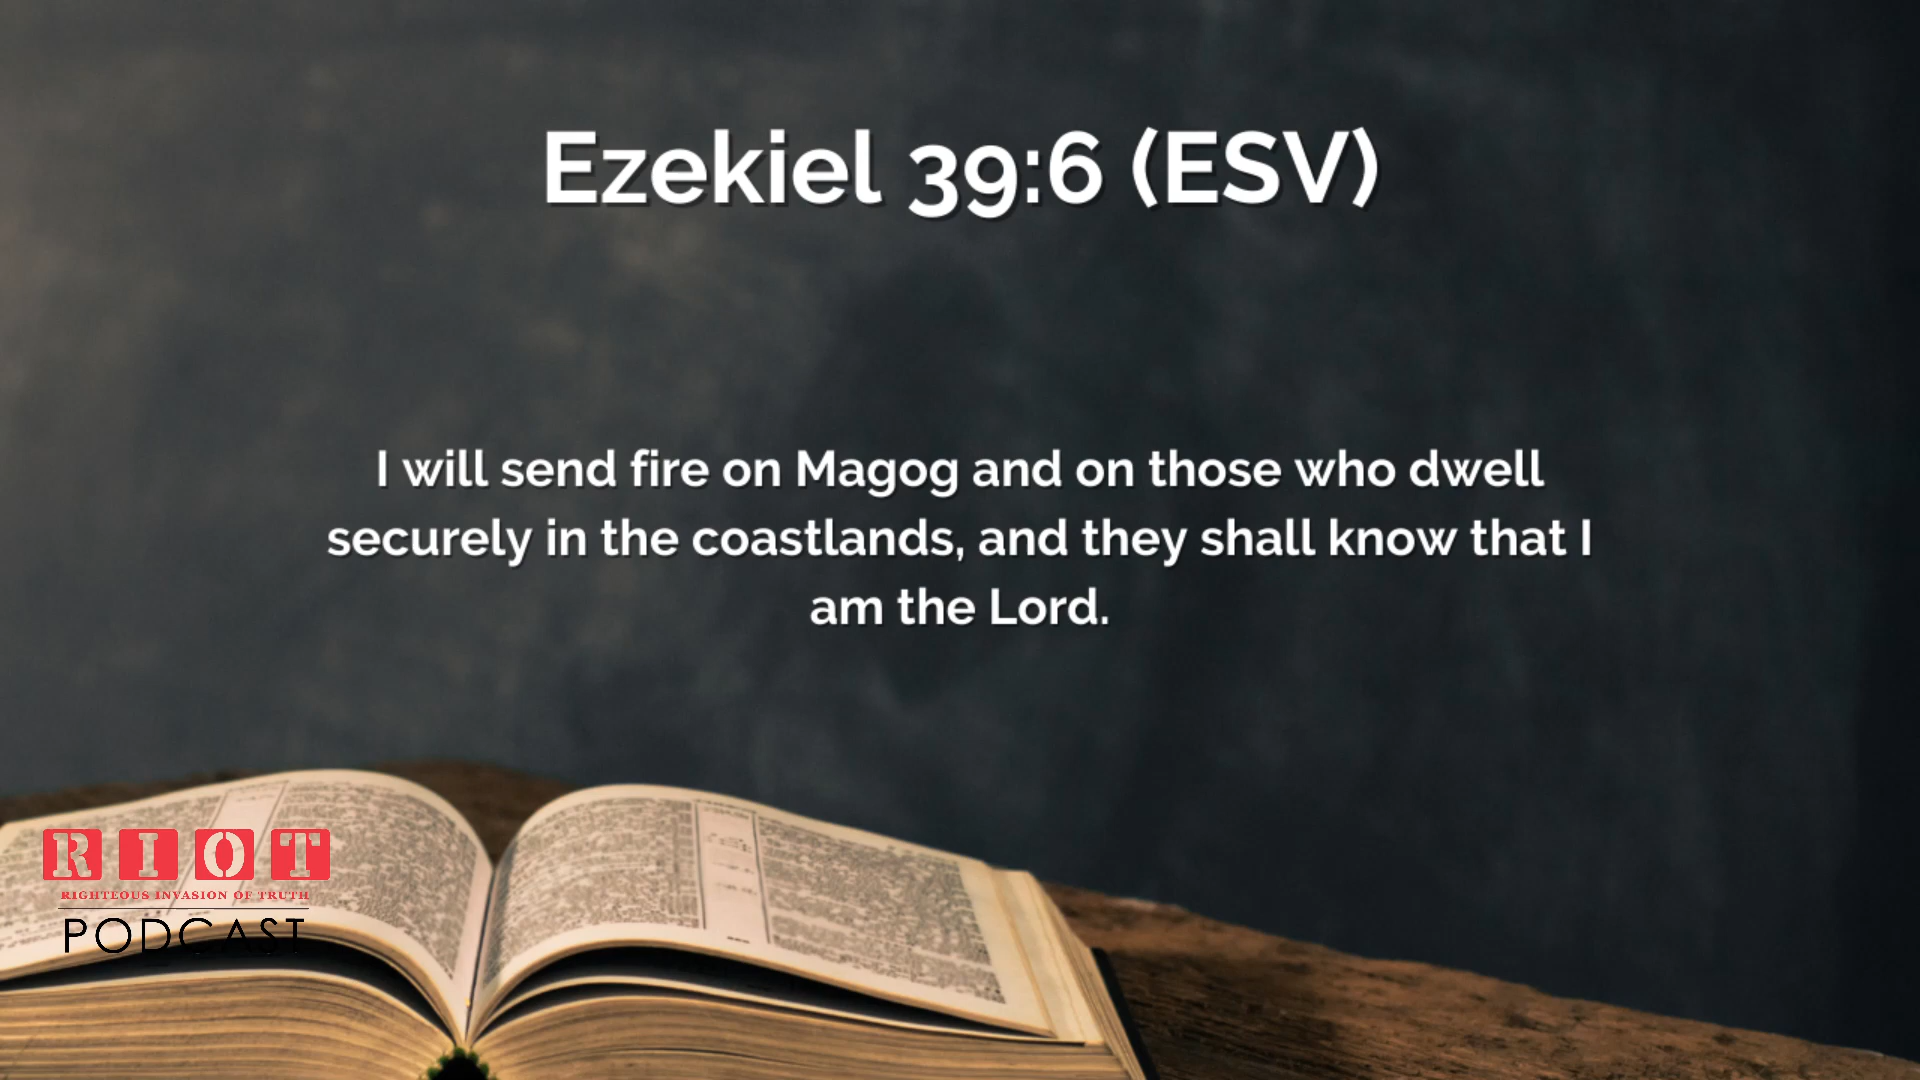 Ezekiel 39:6 (ESV)
I will send fire on Magog and on those who dwell
securely in the coastlands, and they shall know that I
am the Lord.
RIOT
RIGHTEOUS INVASION OF TRUTH
PODCAST